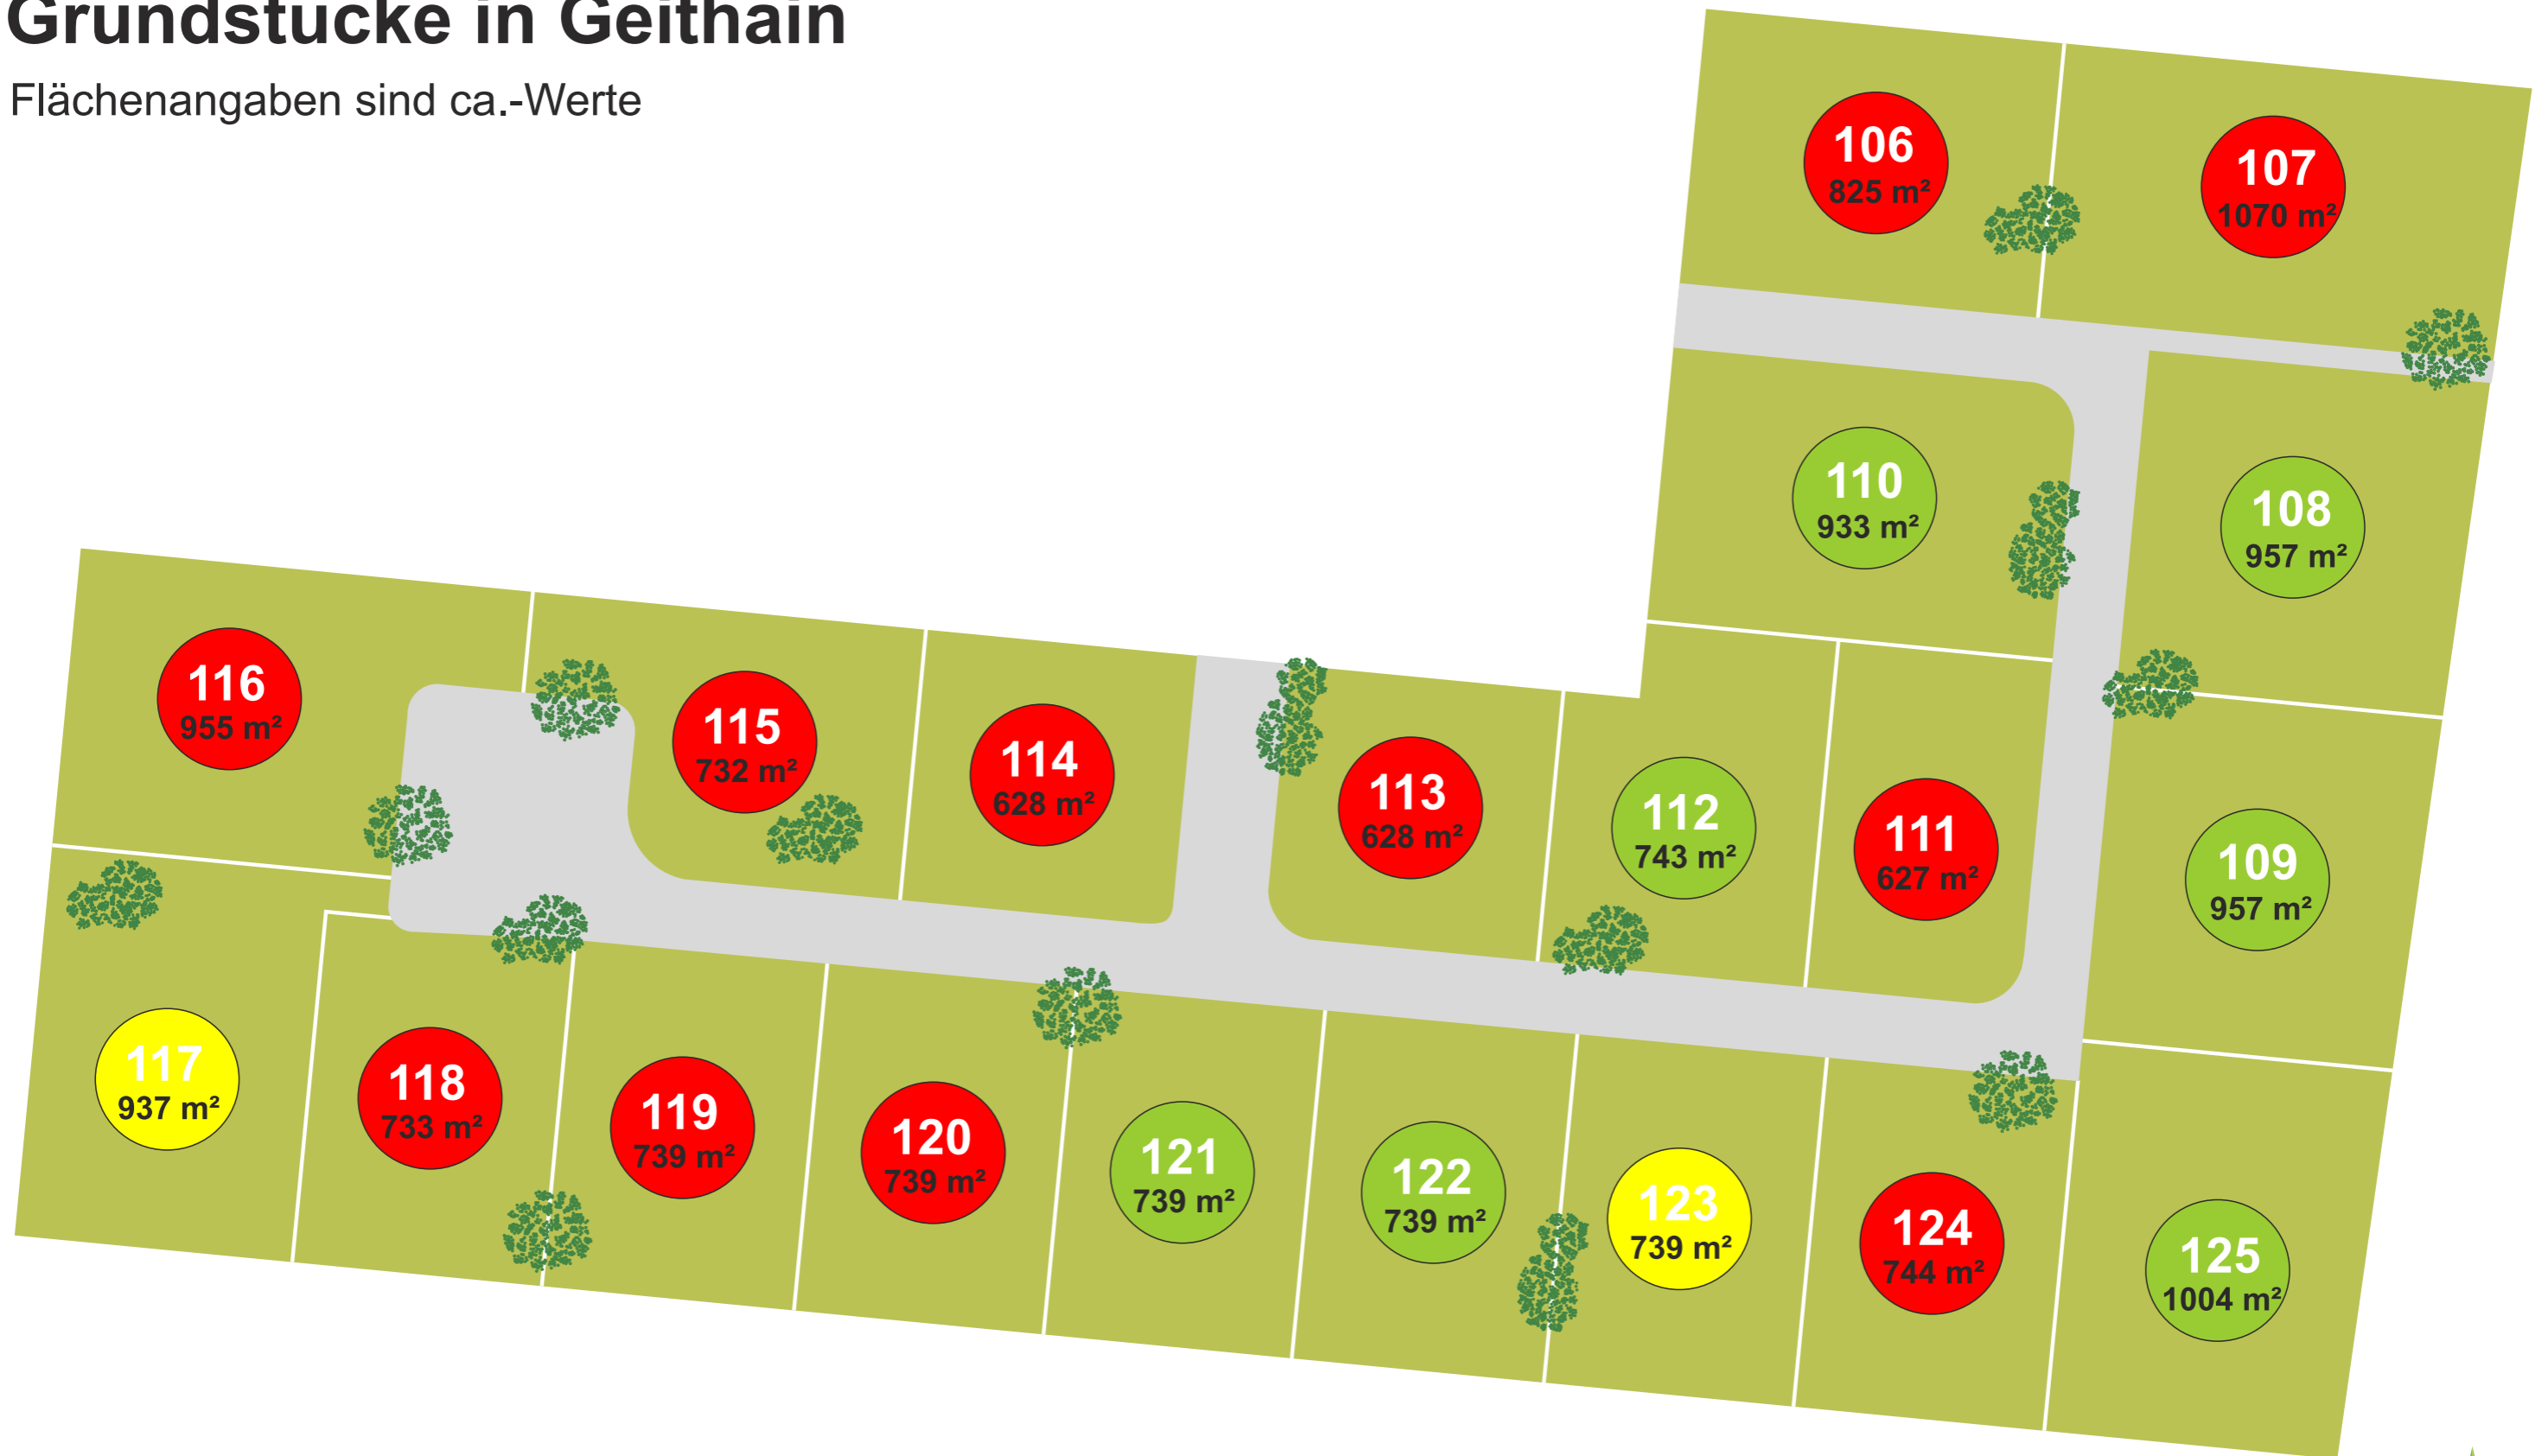 Grundstücke in Geithain
Flächenangaben sind ca.-Werte
106
825 m²
107
1070 m²
110
933 m²
108
957 m²
116
955 m²
115
732 m²
114
628 m²
113
628 m²
112
743 m²
111
627 m²
109
957 m²
117
937 m²
118
733 m²
119
739 m²
120
739 m²
121
739 m²
122
739 m²
123
739 m²
124
744 m²
125
1004 m²